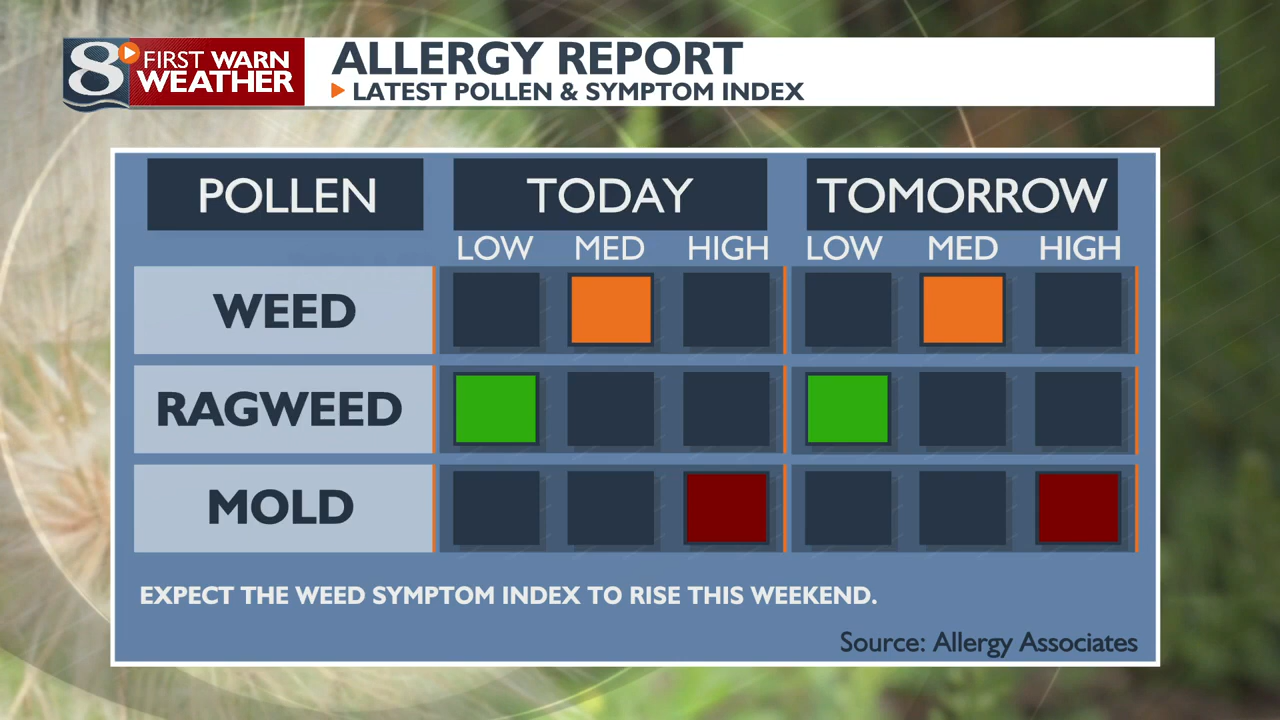 8 FIRST WARN
WEATHER
ALLERGY REPORT
LATEST POLLEN & SYMPTOM INDEX
POLLEN TODAY TOMORROW
LOW MED HIGH LOW MED HIGH
WEED
RAGWEED
MOLD
EXPECT THE WEED SYMPTOM INDEX TO RISE THIS WEEKEND.
Source: Allergy Associates